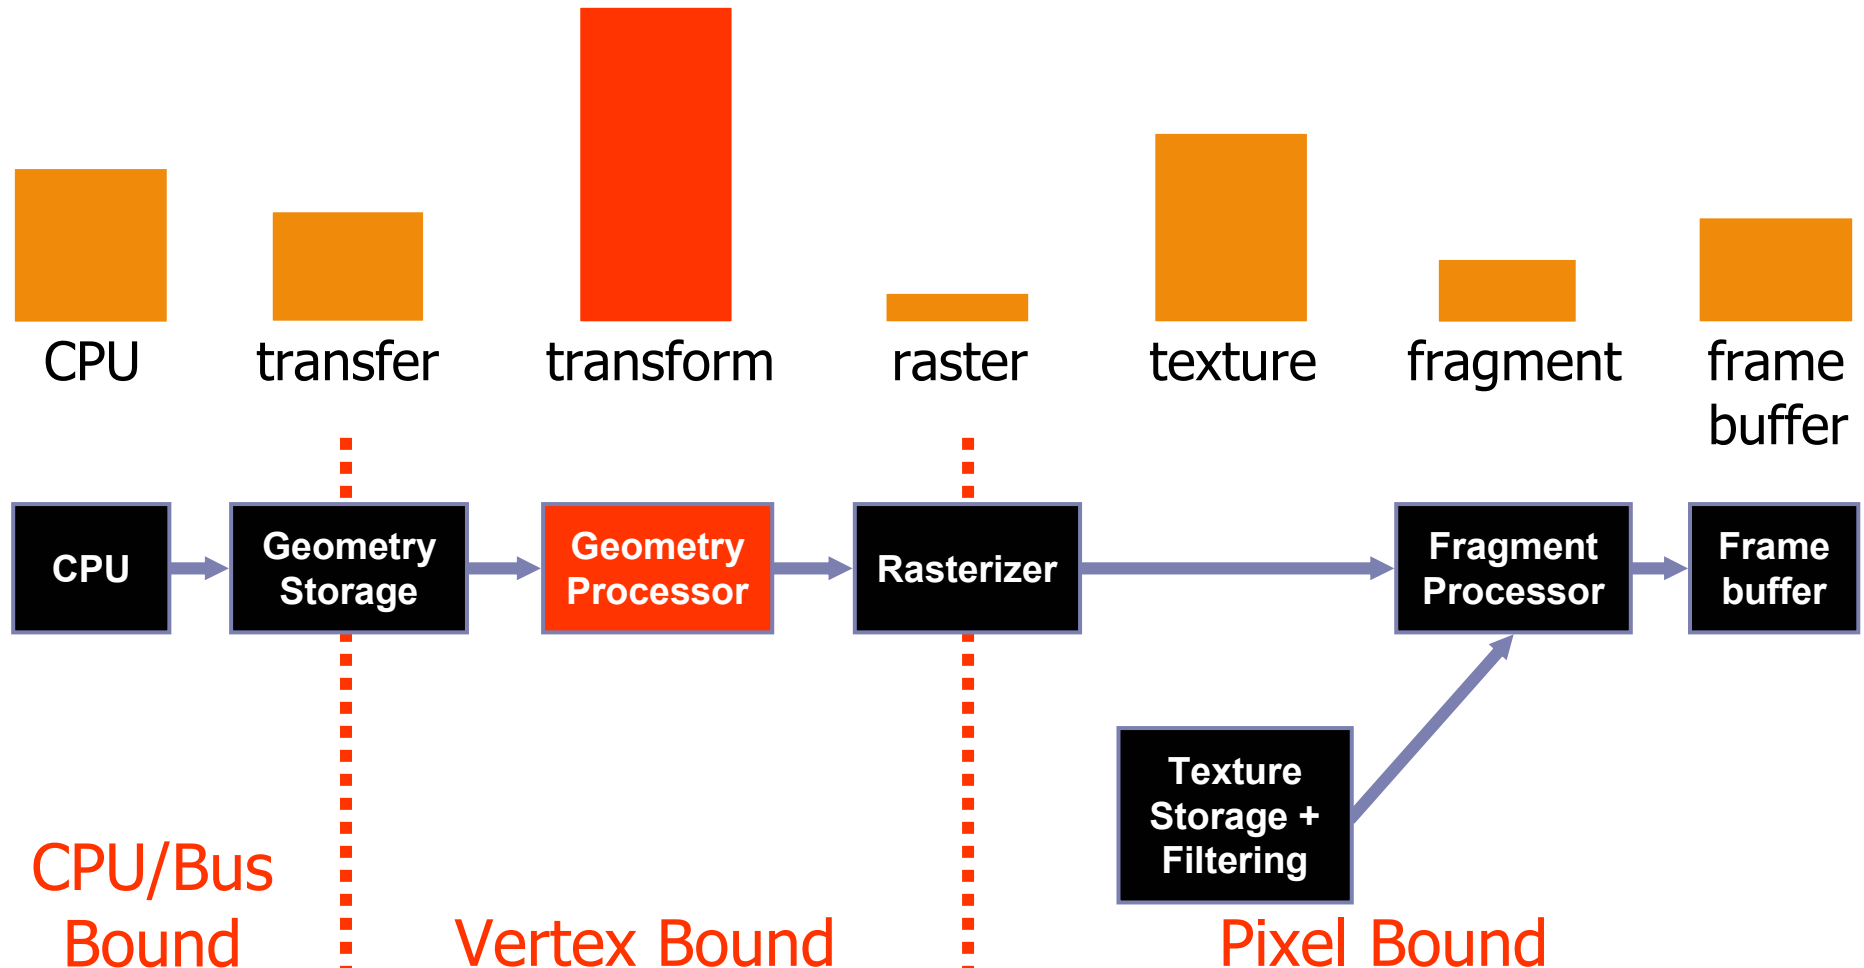 CPU
transfer
transform
raster
texture
fragment
frame
buffer
CPU
Geometry
Storage
Geometry
Processor
Rasterizer
Fragment
Processor
Frame
buffer
Texture
Storage +
Filtering
CPU/Bus
Bound
Vertex Bound
Pixel Bound